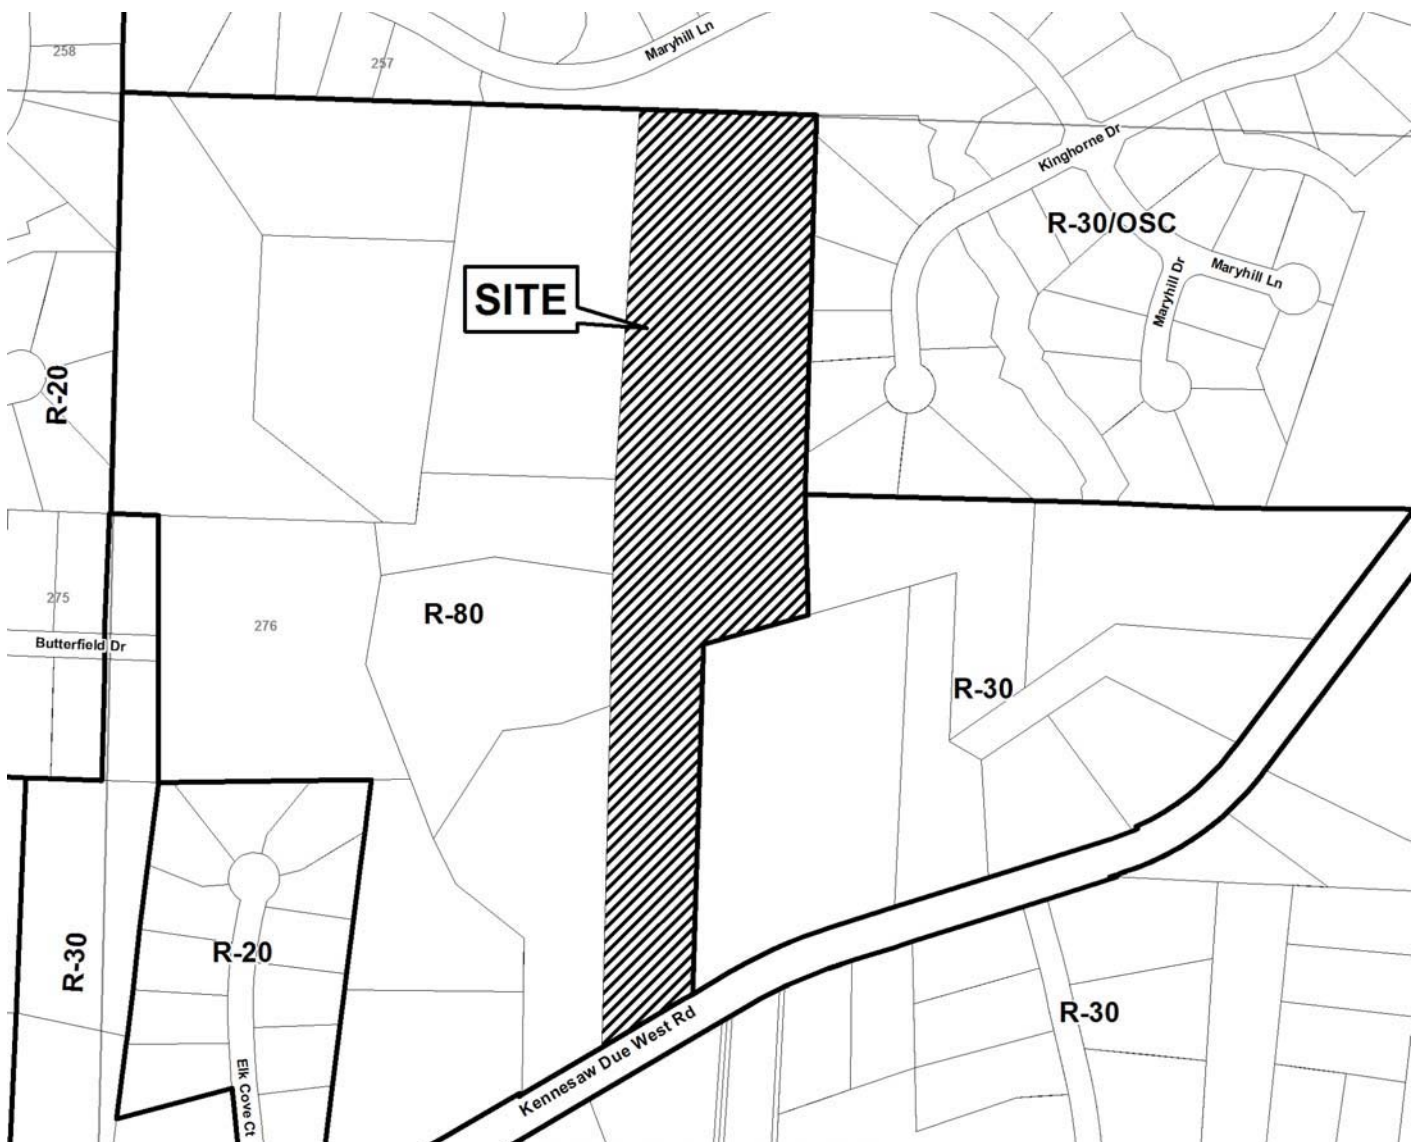 Maryhill Ln
258
257
Kinghorne Dr
R-30/OSC
Maryhill Ln
Maryhill Dr
SITE
R-20
275
276
R-80
Butterfield Dr
R-30
R-30
R-20
R-30
Kennesaw Due West Rd
Elk Cove Ct